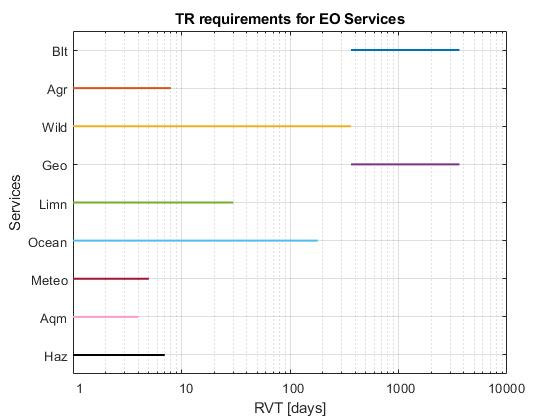 TR requirements for EO Services
Blt
Agr
Wild
Geo
Limn
Ocean
Meteo
Aqm
Haz
Services
1 10 100 1000 10000
RVT [days]